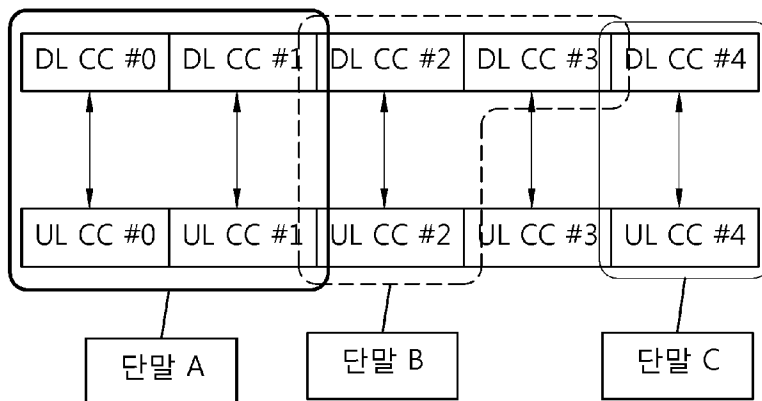 DL CC #0 DL CC #1 DL CC #2 DL CC #3 DL CC #4
UL CC #0 UL CC #1 UL CC #2 UL CC #3 UL CC #4
단말 A 단말 B 단말 C